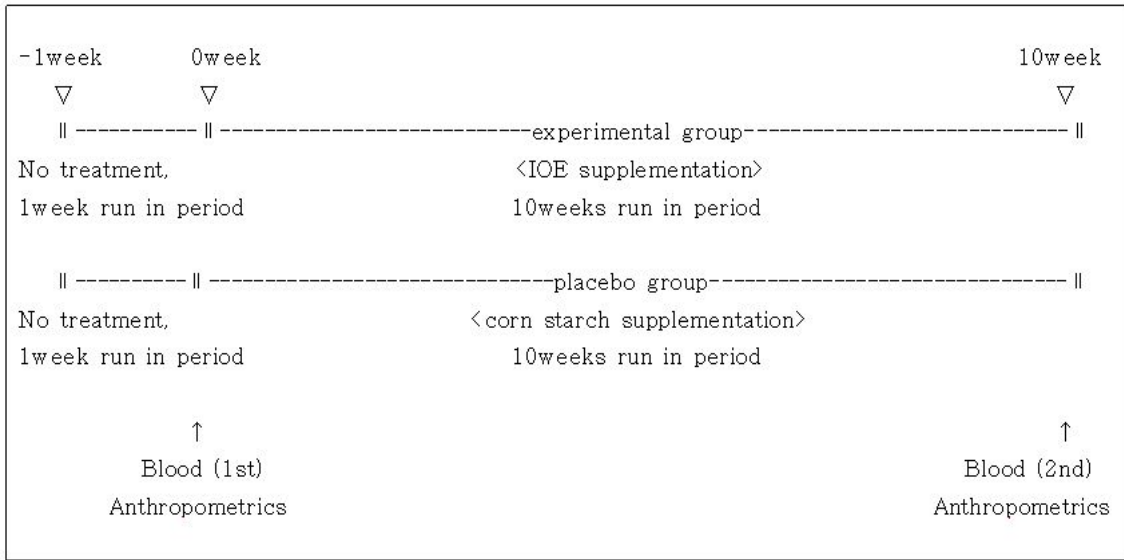 -1week 0week 10week
▽ ▽ ▽
‖ ----------- ‖ ----------------------------experimental group----------------------------- ‖
No treatment, <IOE supplementation>
1week run in period 10weeks run in period
‖ ---------- ‖ ------------------------------placebo group-------------------------------- ‖
No treatment, <corn starch supplementation>
1week run in period 10weeks run in period
↑ ↑
Blood (1st) Blood (2nd)
Anthropometrics Anthropometrics